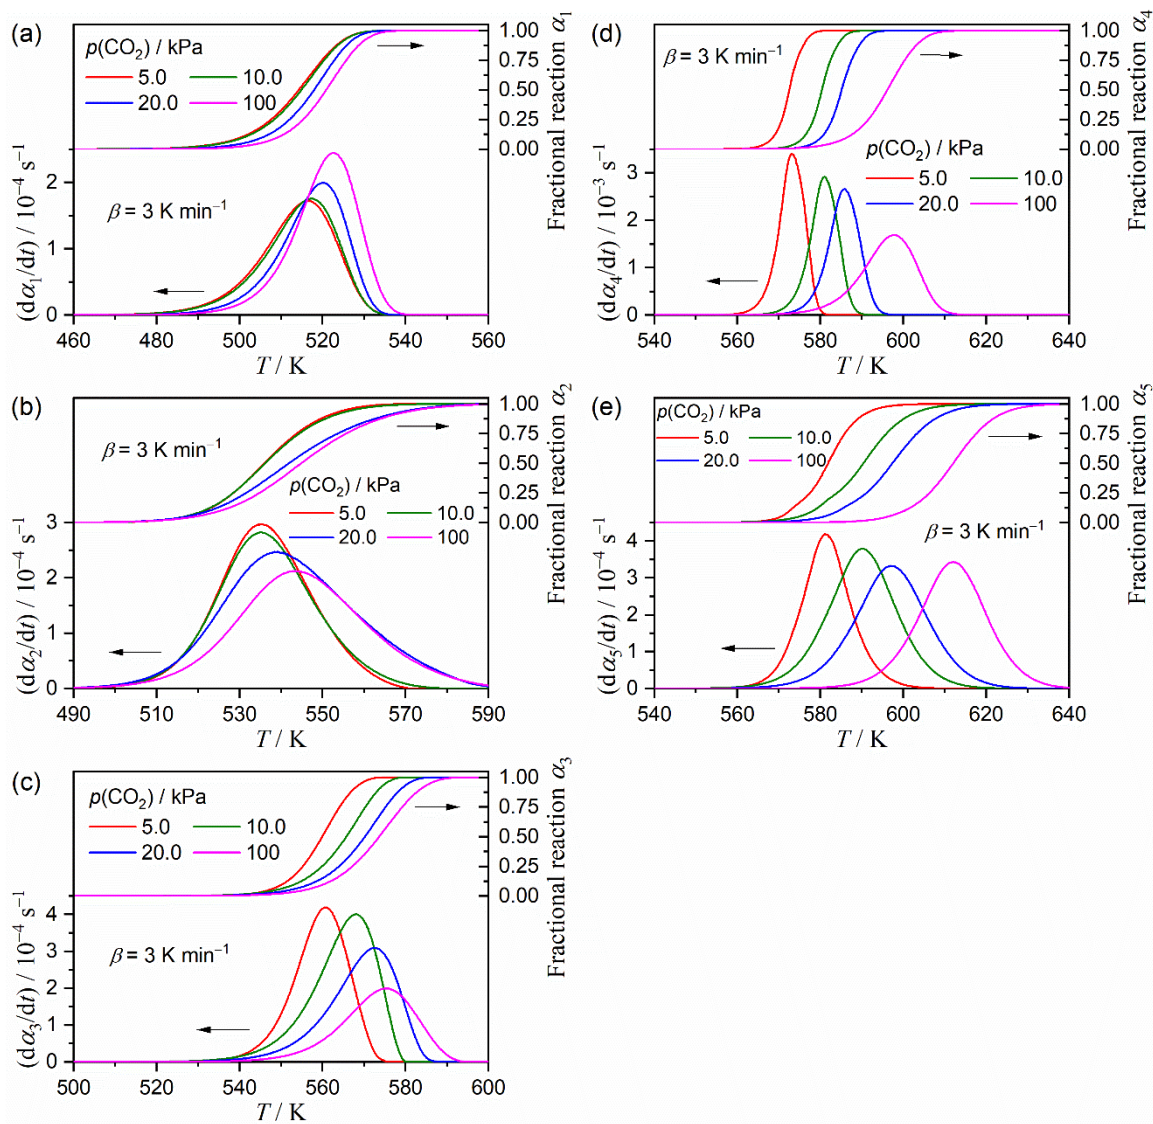 (a)
p(CO₂) / kPa
5.0 10.0
20.0 100
β = 3 K min⁻¹
1.00
0.75
0.50
0.25
0.00
Fractional reaction α₁
2
1
0
(dα₁/dt) / 10⁻⁴ s⁻¹
460 480 500 520 540 560
T / K
(d)
β = 3 K min⁻¹
p(CO₂) / kPa
5.0 10.0
20.0 100
1.00
0.75
0.50
0.25
0.00
Fractional reaction α₄
3
2
1
0
(dα₄/dt) / 10⁻³ s⁻¹
540 560 580 600 620 640
T / K
(b)
β = 3 K min⁻¹
p(CO₂) / kPa
5.0 10.0
20.0 100
1.00
0.75
0.50
0.25
0.00
Fractional reaction α₂
3
2
1
0
(dα₂/dt) / 10⁻⁴ s⁻¹
490 505 520 535 550 565 580 590
T / K
(e)
p(CO₂) / kPa
5.0 10.0
20.0 100
β = 3 K min⁻¹
1.00
0.75
0.50
0.25
0.00
Fractional reaction α₅
4
3
2
1
0
(dα₅/dt) / 10⁻⁴ s⁻¹
540 560 580 600 620 640
T / K
(c)
p(CO₂) / kPa
5.0 10.0
20.0 100
β = 3 K min⁻¹
1.00
0.75
0.50
0.25
0.00
Fractional reaction α₃
4
3
2
1
0
(dα₃/dt) / 10⁻⁴ s⁻¹
500 520 540 560 580 600
T / K